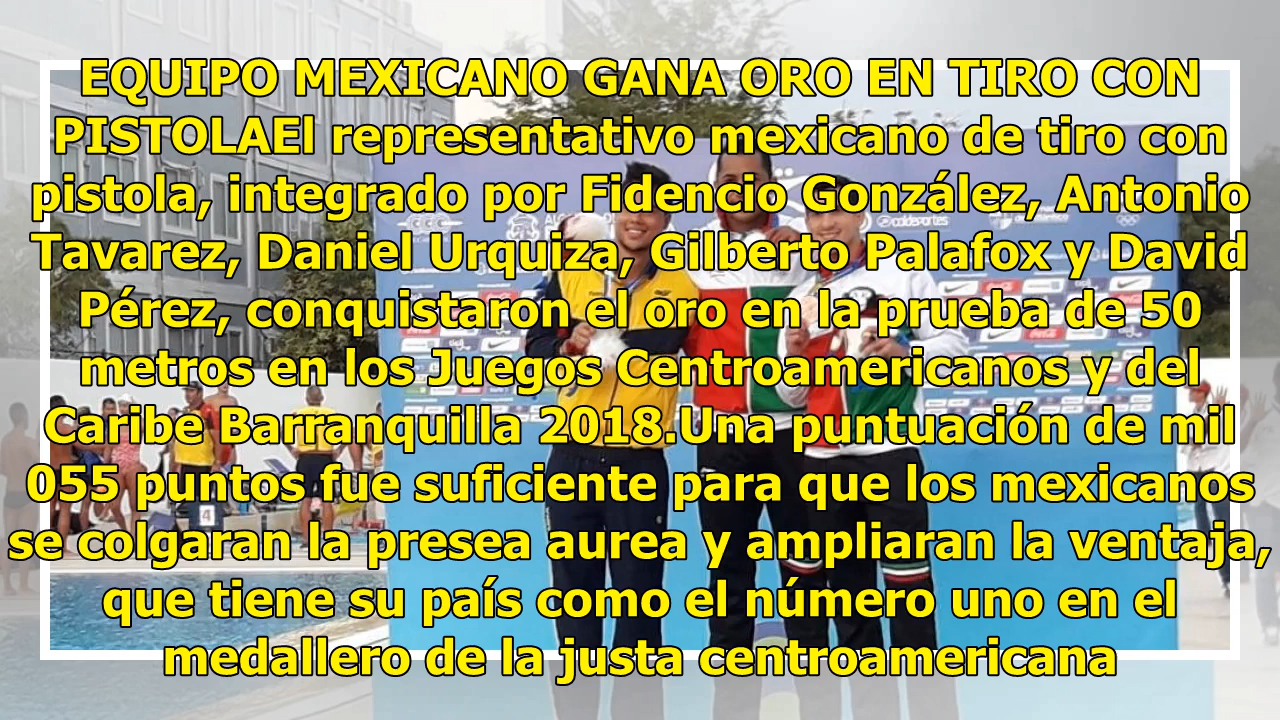 EQUIPO MEXICANO GANA ORO EN TIRO CON
PISTOLAEl representativo mexicano de tiro con
pistola, integrado por Fidencio González, Antonio
Tavarez, Daniel Urquiza, Gilberto Palafox y David
Pérez, conquistaron el oro en la prueba de 50
metros en los Juegos Centroamericanos y del
Caribe Barranquilla 2018.Una puntuación de mil
055 puntos fue suficiente para que los mexicanos
se colgaran la presea aurea y ampliaran la ventaja,
que tiene su país como el número uno en el
medallero de la justa centroamericana
coldeportes
4